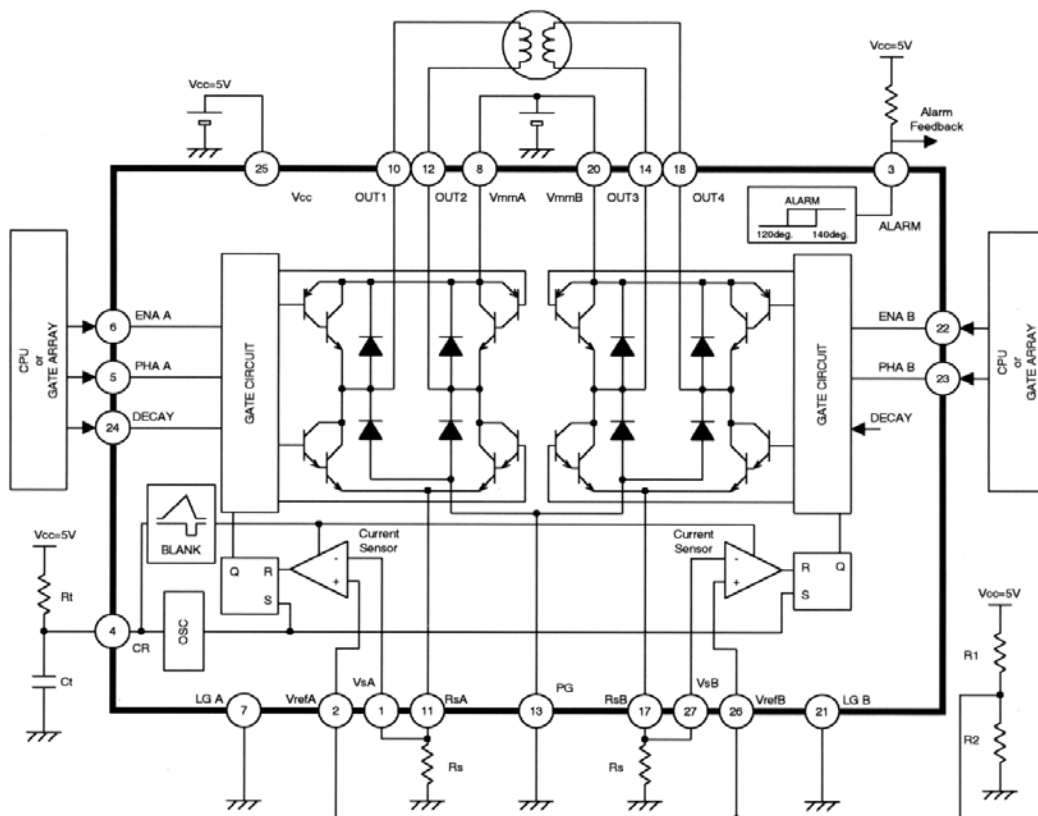 Vcc=5V
Vcc=5V
Alarm
Feedback
25
10
12
8
20
14
18
3
Vcc
OUT1
OUT2
VmmA
VmmB
OUT3
OUT4
ALARM
120deg.
140deg.
ALARM
CPU
or
GATE ARRAY
6
ENA A
5
PHA A
24
DECAY
GATE CIRCUIT
GATE CIRCUIT
ENA B
22
PHA B
23
DECAY
CPU
or
GATE ARRAY
BLANK
Current
Sensor
Current
Sensor
Q
R
S
-
+
-
+
R
Q
S
Vcc=5V
Rt
4
CR
OSC
Ct
Vcc=5V
R1
R2
LG A
7
VrefA
2
VsA
1
RsA
11
PG
13
RsB
17
VsB
27
VrefB
26
LG B
21
Rs
Rs